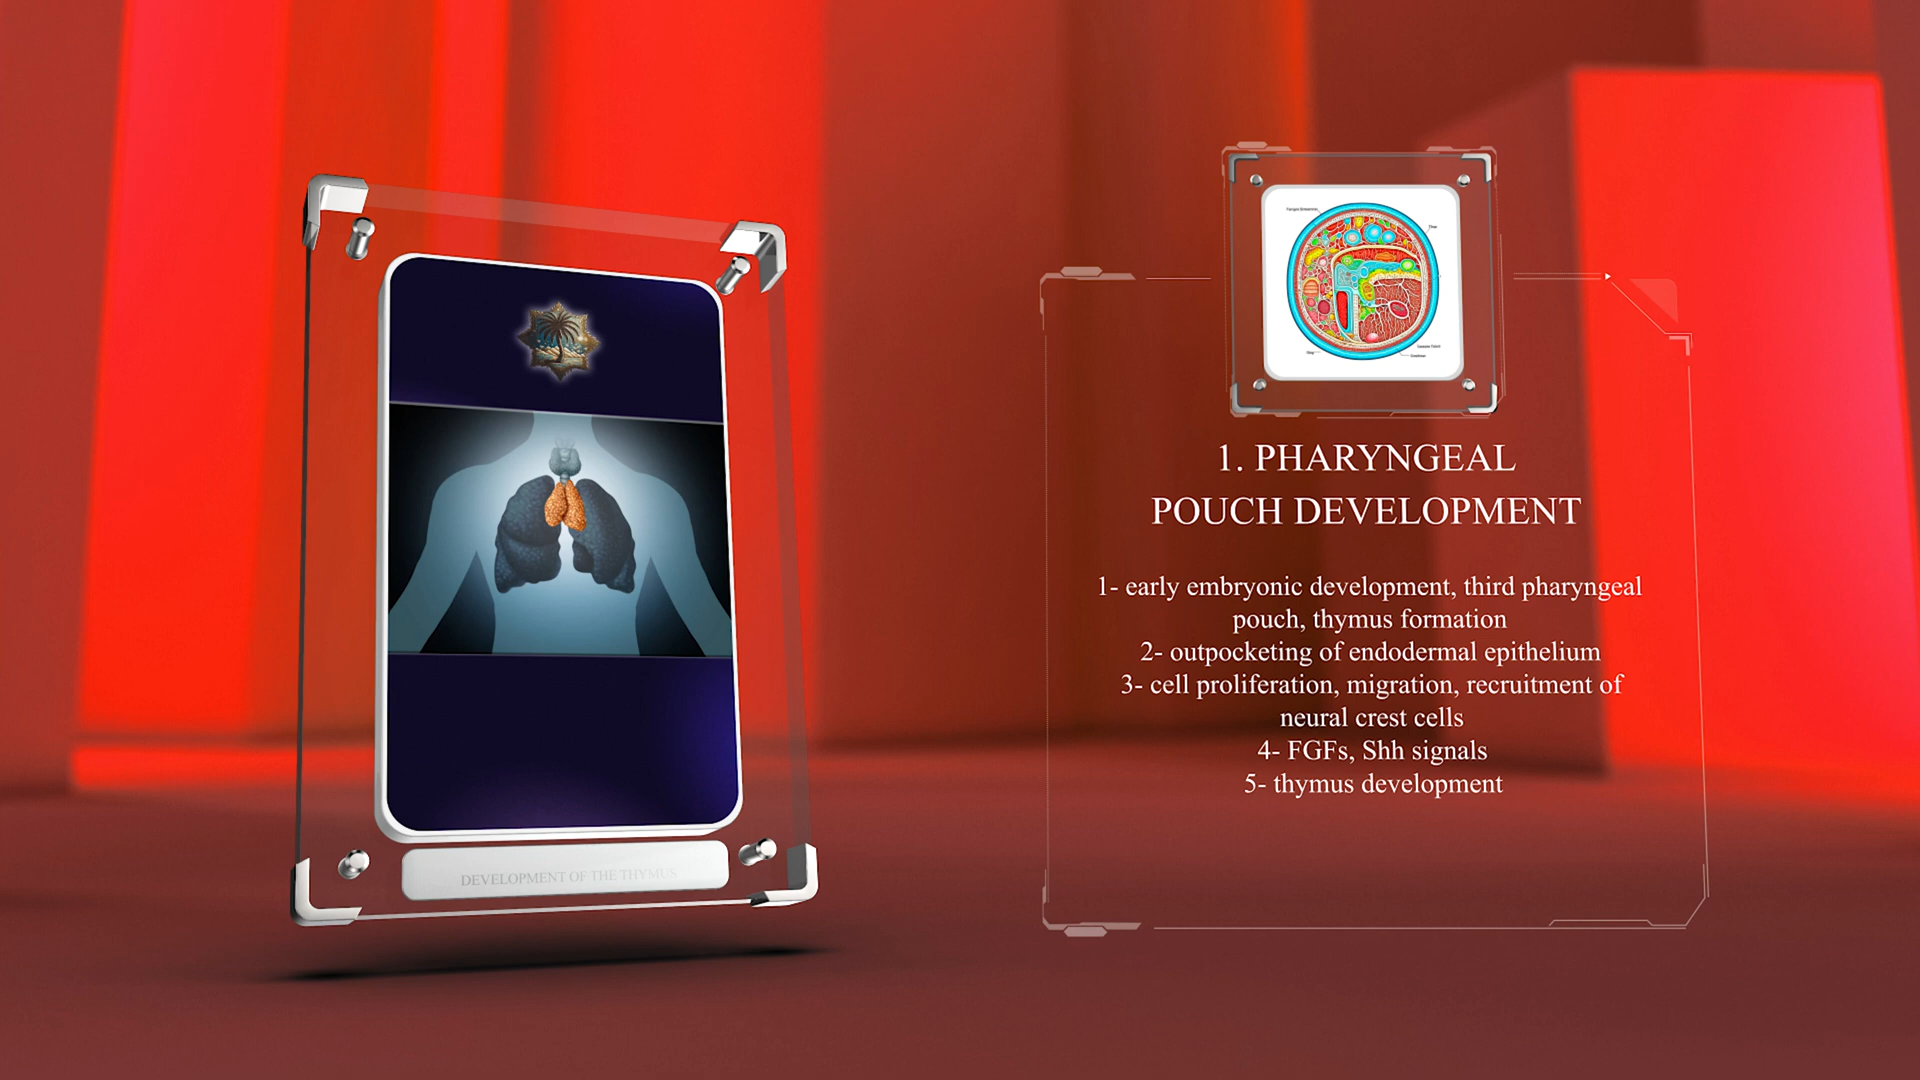 1. PHARYNGEAL
POUCH DEVELOPMENT
1- early embryonic development, third pharyngeal
pouch, thymus formation
2- outpocketing of endodermal epithelium
3- cell proliferation, migration, recruitment of
neural crest cells
4- FGFs, Shh signals
5- thymus development
DEVELOPMENT OF THE THYMUS